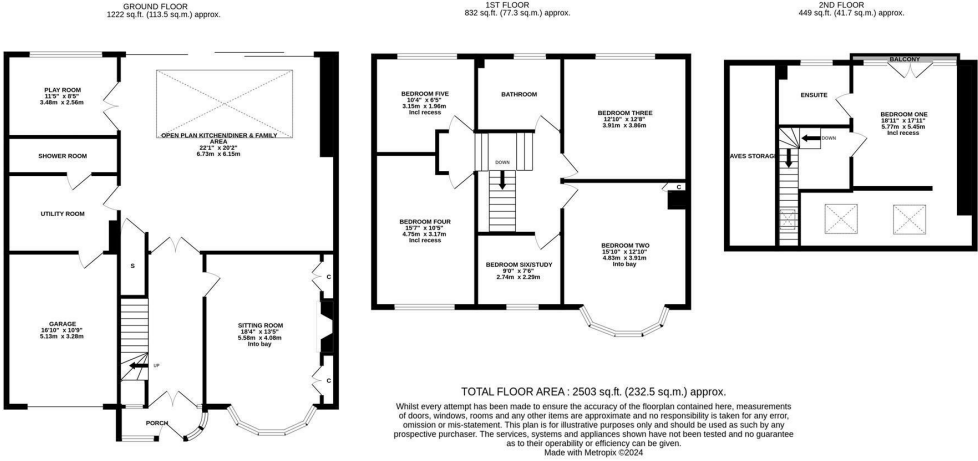 GROUND FLOOR
1222 sq.ft. (113.5 sq.m.) approx.
PLAY ROOM
11'5" x 8'5"
3.48m x 2.56m
OPEN PLAN KITCHEN/DINER & FAMILY
AREA
22'1" x 20'2"
6.73m x 6.15m
SHOWER ROOM
UTILITY ROOM
S
GARAGE
16'10" x 10'9"
5.13m x 3.28m
UP
SITTING ROOM
18'4" x 13'5"
5.58m x 4.08m
Into bay
C
C
PORCH
1ST FLOOR
832 sq.ft. (77.3 sq.m.) approx.
BEDROOM FIVE
10'4" x 6'5"
3.15m x 1.96m
Incl recess
BATHROOM
BEDROOM THREE
12'10" x 12'8"
3.91m x 3.86m
DOWN
C
BEDROOM FOUR
15'7" x 10'5"
4.75m x 3.17m
Incl recess
BEDROOM TWO
15'10" x 12'10"
4.83m x 3.91m
Into bay
BEDROOM SIX/STUDY
9'0" x 7'6"
2.74m x 2.29m
2ND FLOOR
449 sq.ft. (41.7 sq.m.) approx.
BALCONY
ENSUITE
BEDROOM ONE
18'11" x 17'11"
5.77m x 5.45m
Incl recess
DOWN
AVES STORAG
TOTAL FLOOR AREA : 2503 sq.ft. (232.5 sq.m.) approx.
Whilst every attempt has been made to ensure the accuracy of the floorplan contained here, measurements
of doors, windows, rooms and any other items are approximate and no responsibility is taken for any error,
omission or mis-statement. This plan is for illustrative purposes only and should be used as such by any
prospective purchaser. The services, systems and appliances shown have not been tested and no guarantee
as to their operability or efficiency can be given.
Made with Metropix ©2024